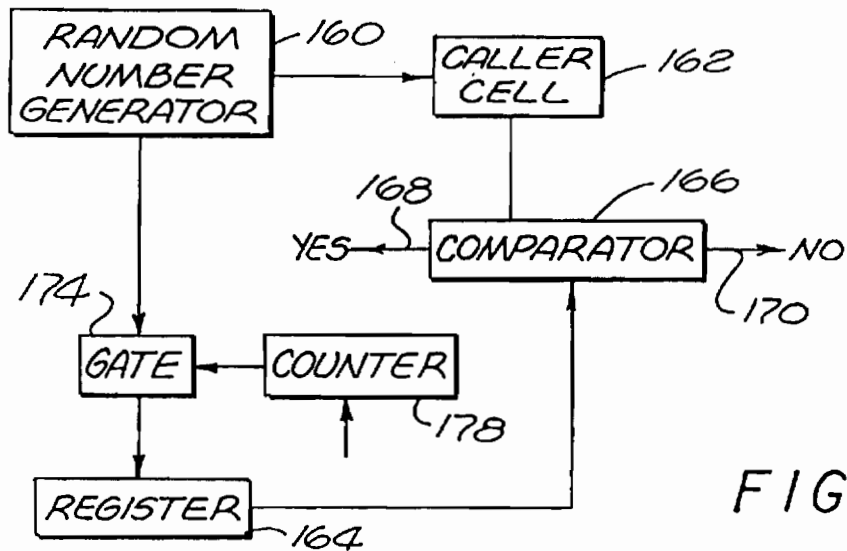 RANDOM
NUMBER
GENERATOR
160
CALLER
CELL
162
168
166
YES
COMPARATOR
NO
170
174
GATE
COUNTER
178
REGISTER
164
FIG